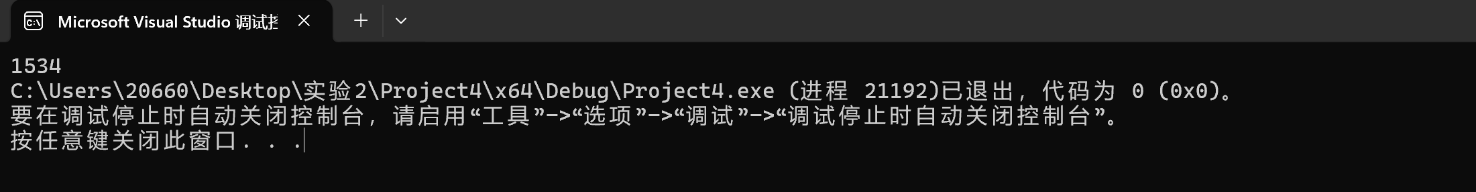 Microsoft Visual Studio 调试控
1534
C:\Users\20660\Desktop\实验2\Project4\x64\Debug\Project4.exe (进程 21192)已退出，代码为 0 (0x0)。
要在调试停止时自动关闭控制台，请启用“工具”->“选项”->“调试”->“调试停止时自动关闭控制台”。
按任意键关闭此窗口. . .